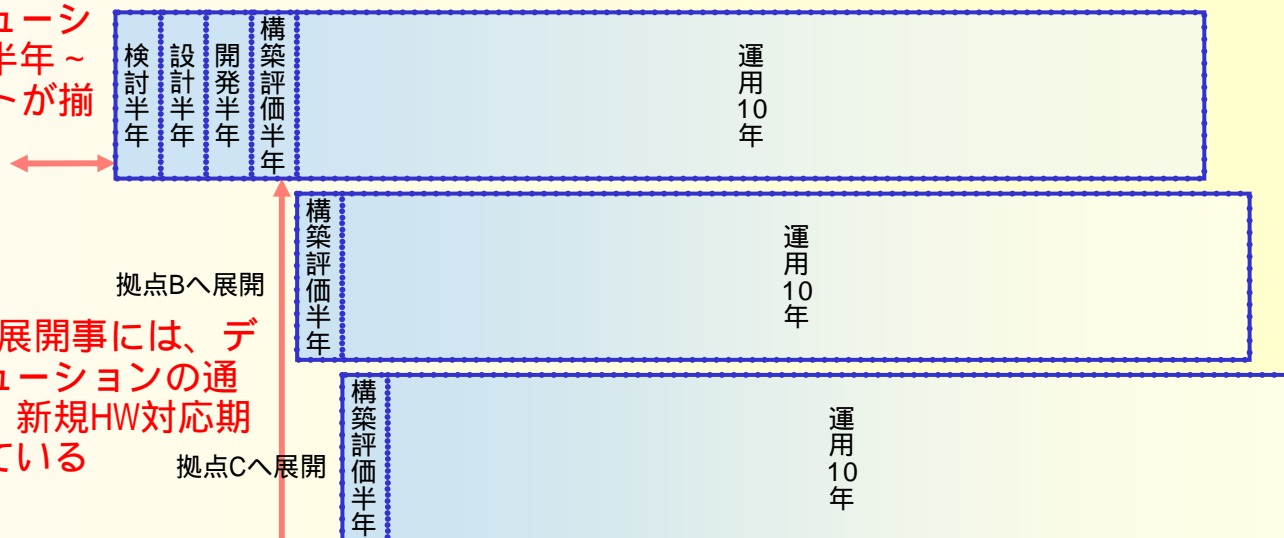 ューシ
半年～
トが揃
検討半年
設計半年
開発半年
構築評価半年
運用10年
構築評価半年
運用10年
拠点Bへ展開
展開事には、デ
ューションの通
新規HW対応期
ている
拠点Cへ展開
構築評価半年
運用10年